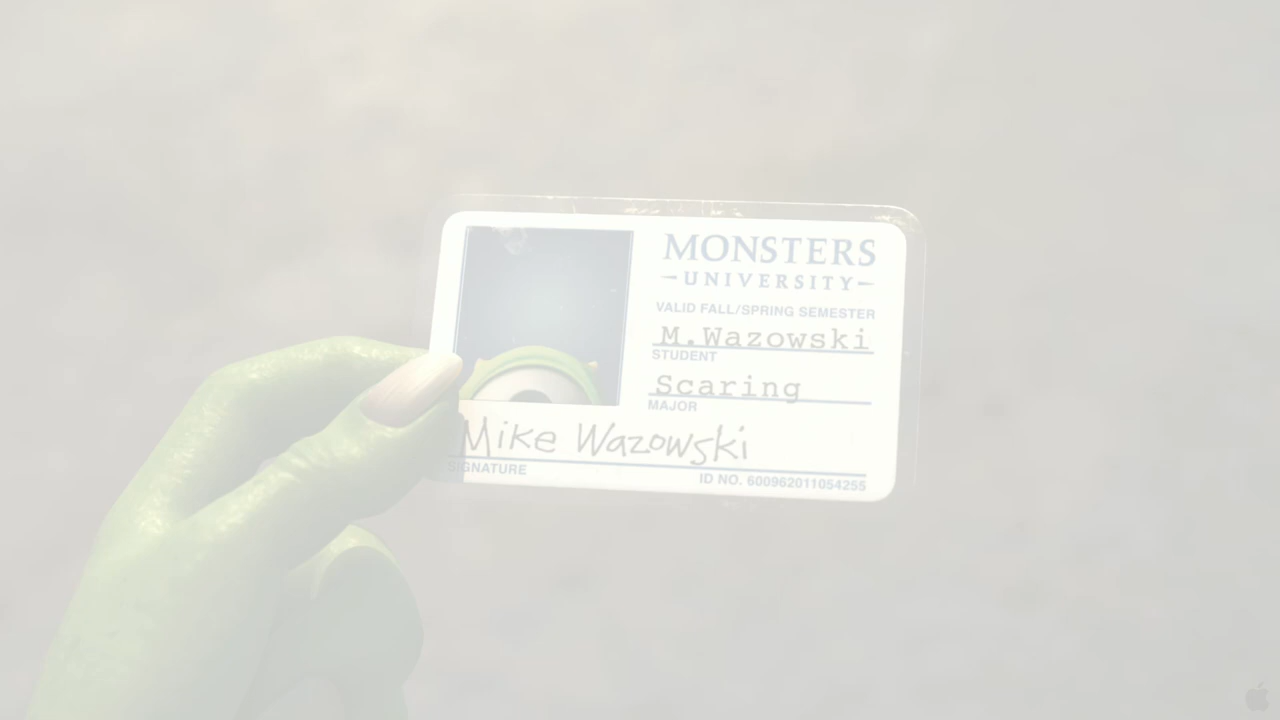 MONSTERS
-UNIVERSITY-
VALID FALL/SPRING SEMESTER
M.Wazowski
STUDENT
Scaring
MAJOR
Mike Wazowski
SIGNATURE
ID NO. 600962011054255